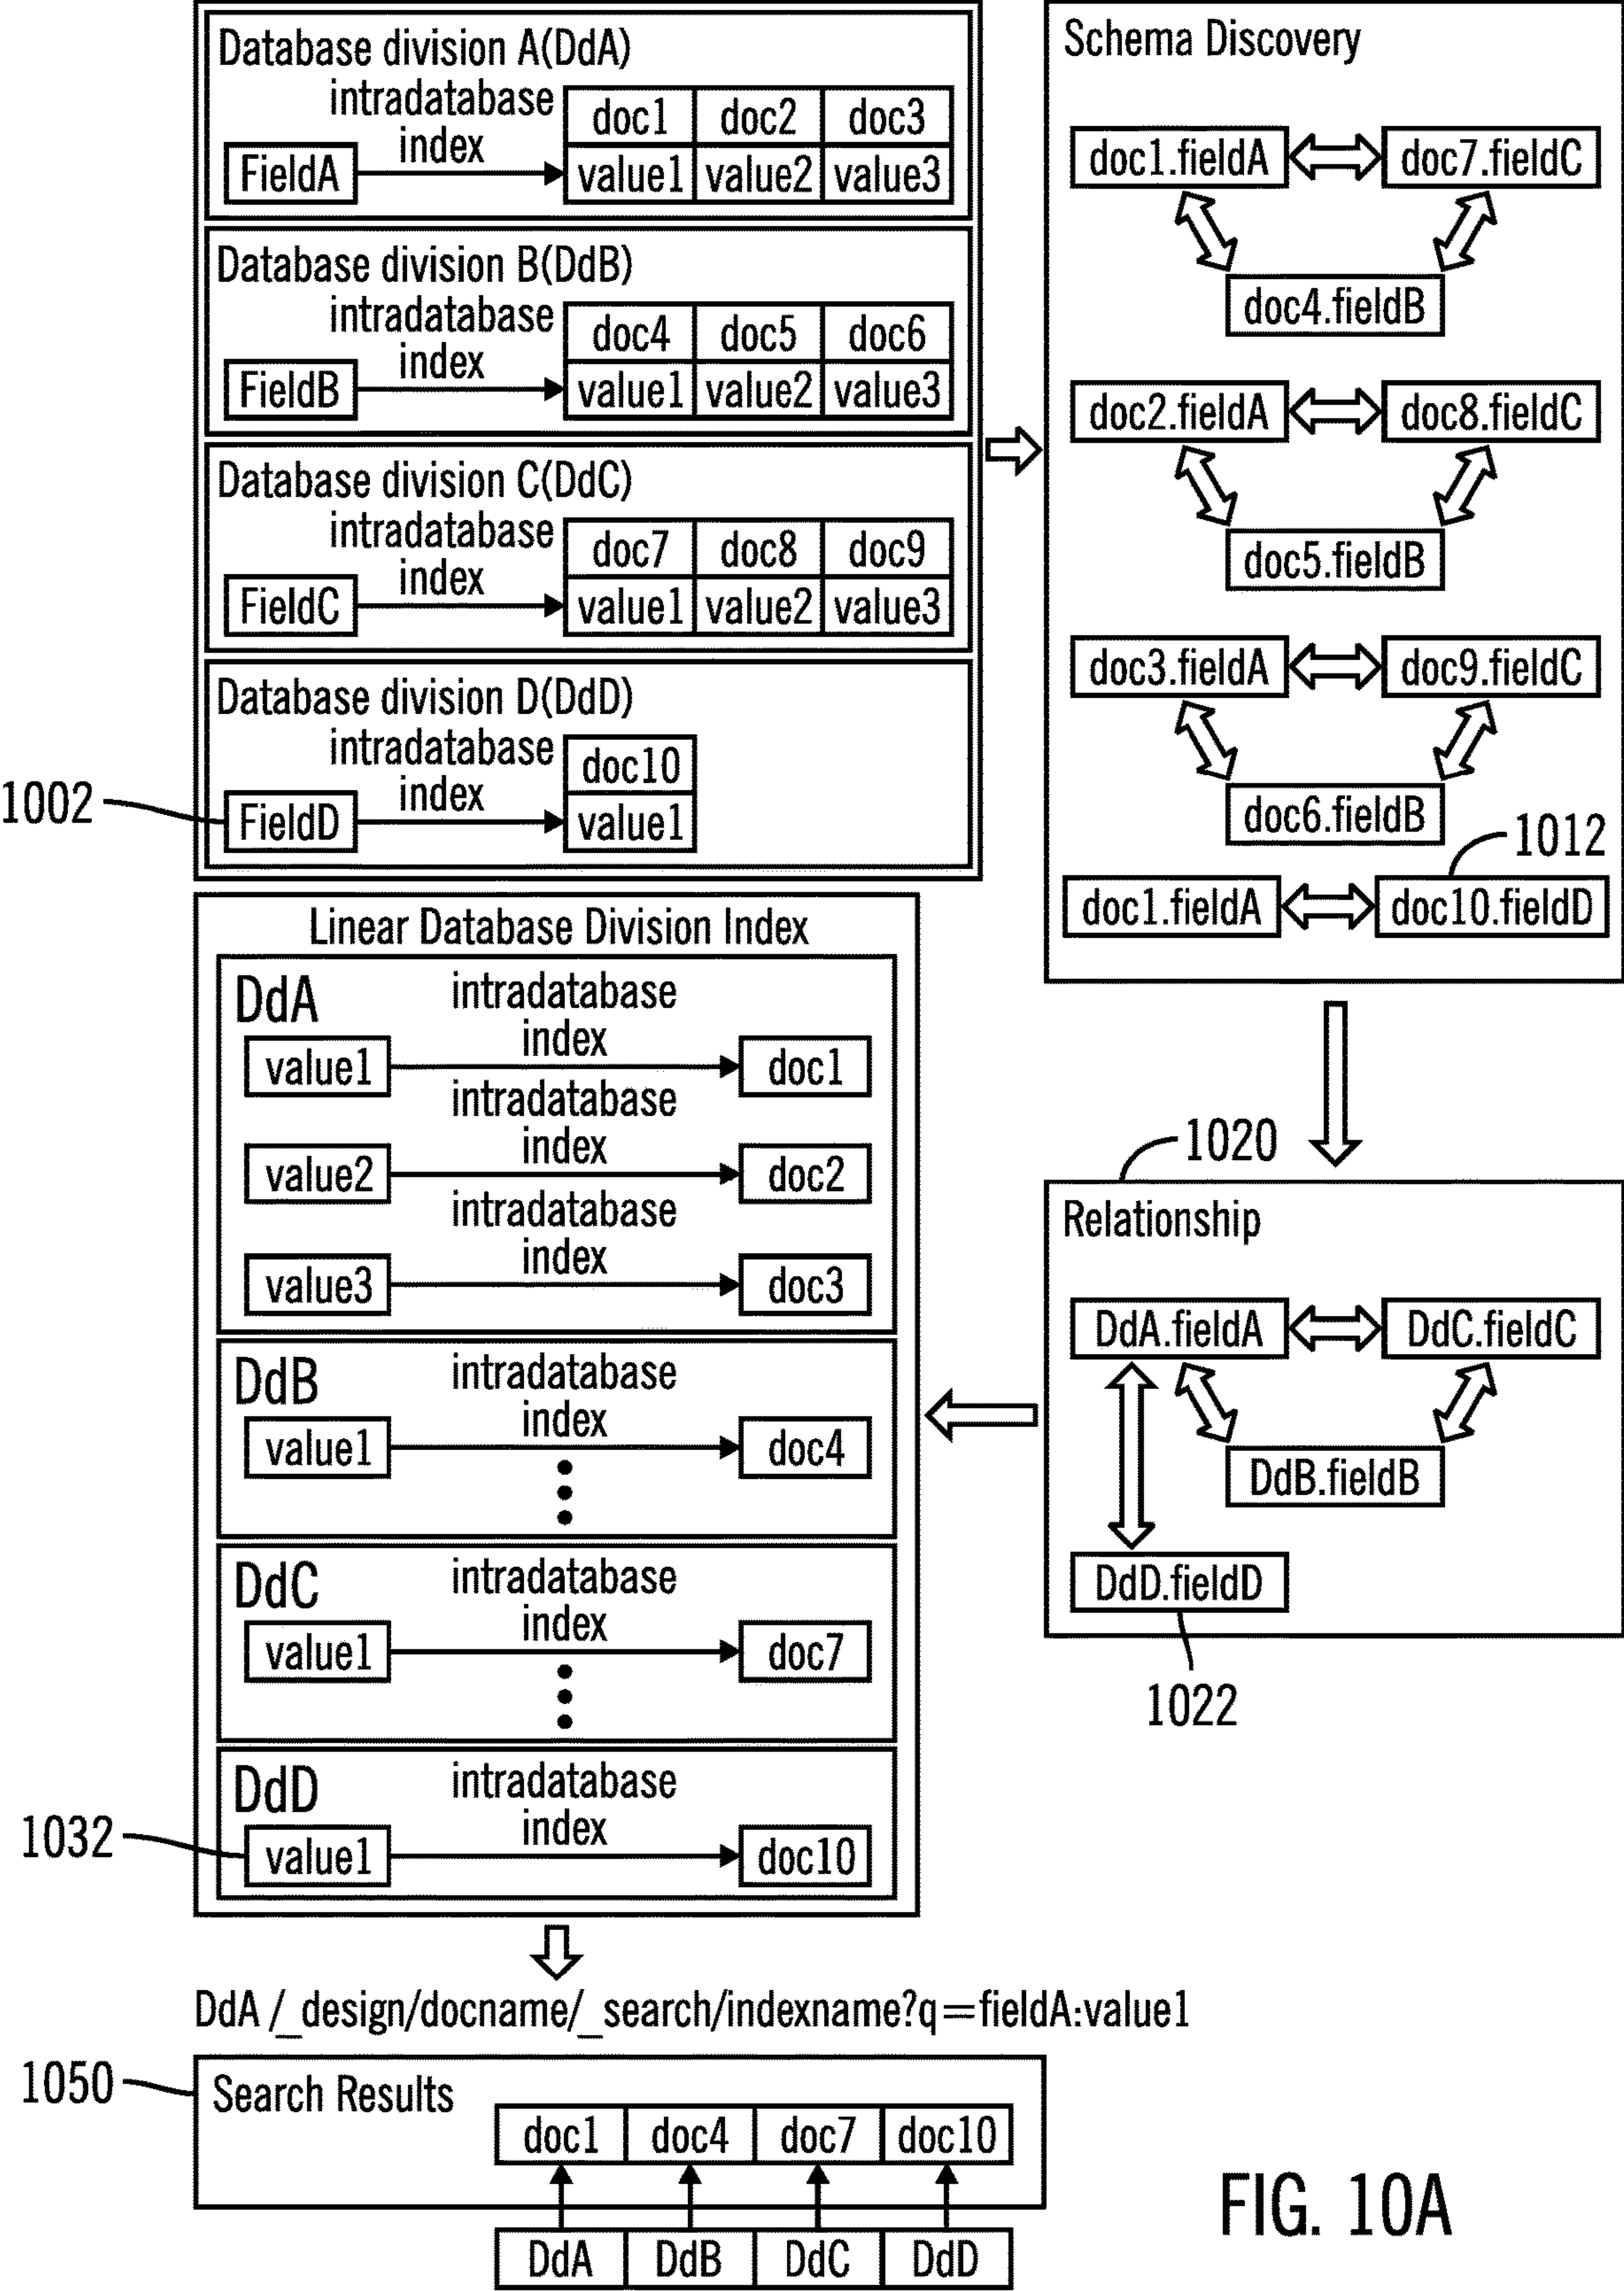 Database division A(DdA)
intradatabase
index
FieldA
doc1 doc2 doc3
value1 value2 value3
Database division B(DdB)
intradatabase
index
FieldB
doc4 doc5 doc6
value1 value2 value3
Database division C(DdC)
intradatabase
index
FieldC
doc7 doc8 doc9
value1 value2 value3
Database division D(DdD)
intradatabase
index
1002
FieldD
doc10
value1
Schema Discovery
doc1.fieldA doc7.fieldC
doc4.fieldB
doc2.fieldA doc8.fieldC
doc5.fieldB
doc3.fieldA doc9.fieldC
doc6.fieldB
1012
doc1.fieldA doc10.fieldD
1020
Relationship
DdA.fieldA DdC.fieldC
DdB.fieldB
DdD.fieldD
1022
Linear Database Division Index
DdA
intradatabase
index
value1 doc1
intradatabase
index
value2 doc2
intradatabase
index
value3 doc3
DdB
intradatabase
index
value1 doc4
DdC
intradatabase
index
value1 doc7
DdD
intradatabase
index
1032
value1 doc10
DdA /_design/docname/_search/indexname?q=fieldA:value1
1050
Search Results
doc1 doc4 doc7 doc10
DdA DdB DdC DdD
FIG. 10A